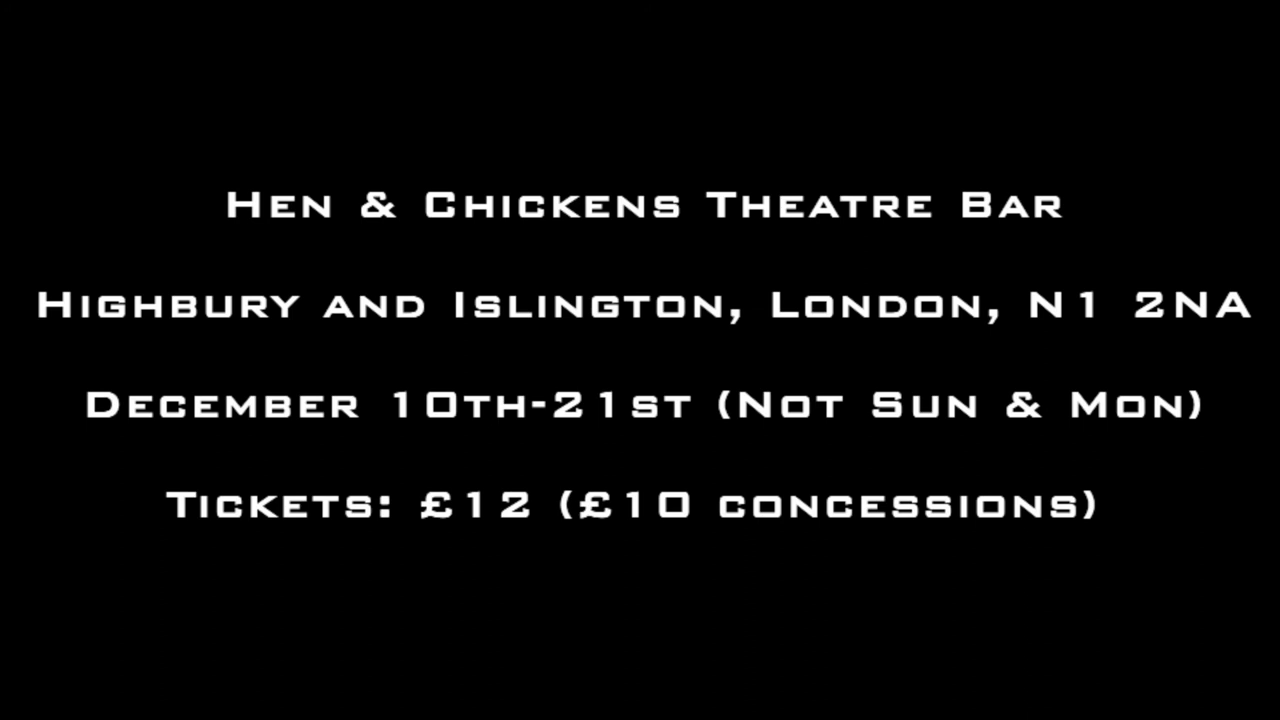 Hen & Chickens Theatre Bar
Highbury and Islington, London, N1 2NA
December 10th-21st (Not Sun & Mon)
Tickets: £12 (£10 concessions)